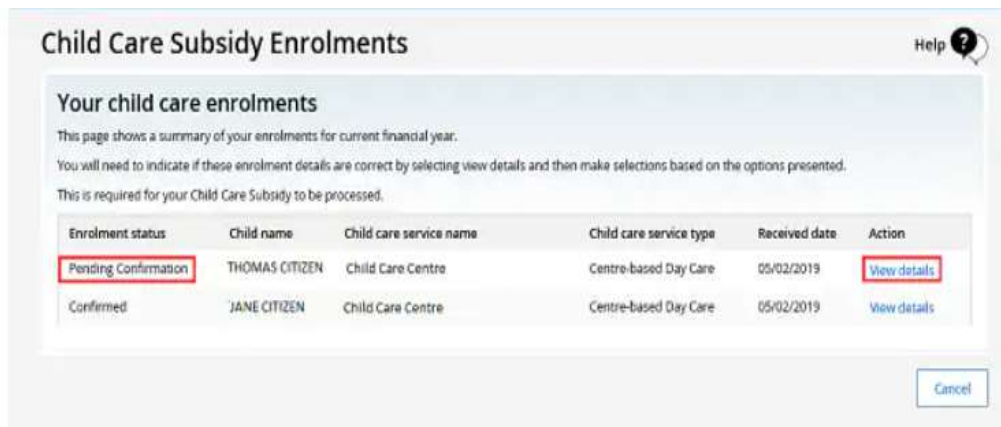 Child Care Subsidy Enrolments
Help ?
Your child care enrolments
This page shows a summary of your enrolments for current financial year.
You will need to indicate if these enrolment details are correct by selecting view details and then make selections based on the options presented.
This is required for your Child Care Subsidy to be processed.
Enrolment status Child name Child care service name Child care service type Received date Action
Pending Confirmation THOMAS CITIZEN Child Care Centre Centre-based Day Care 05/02/2019 View details
Confirmed JANE CITIZEN Child Care Centre Centre-based Day Care 05/02/2019 View details
Cancel